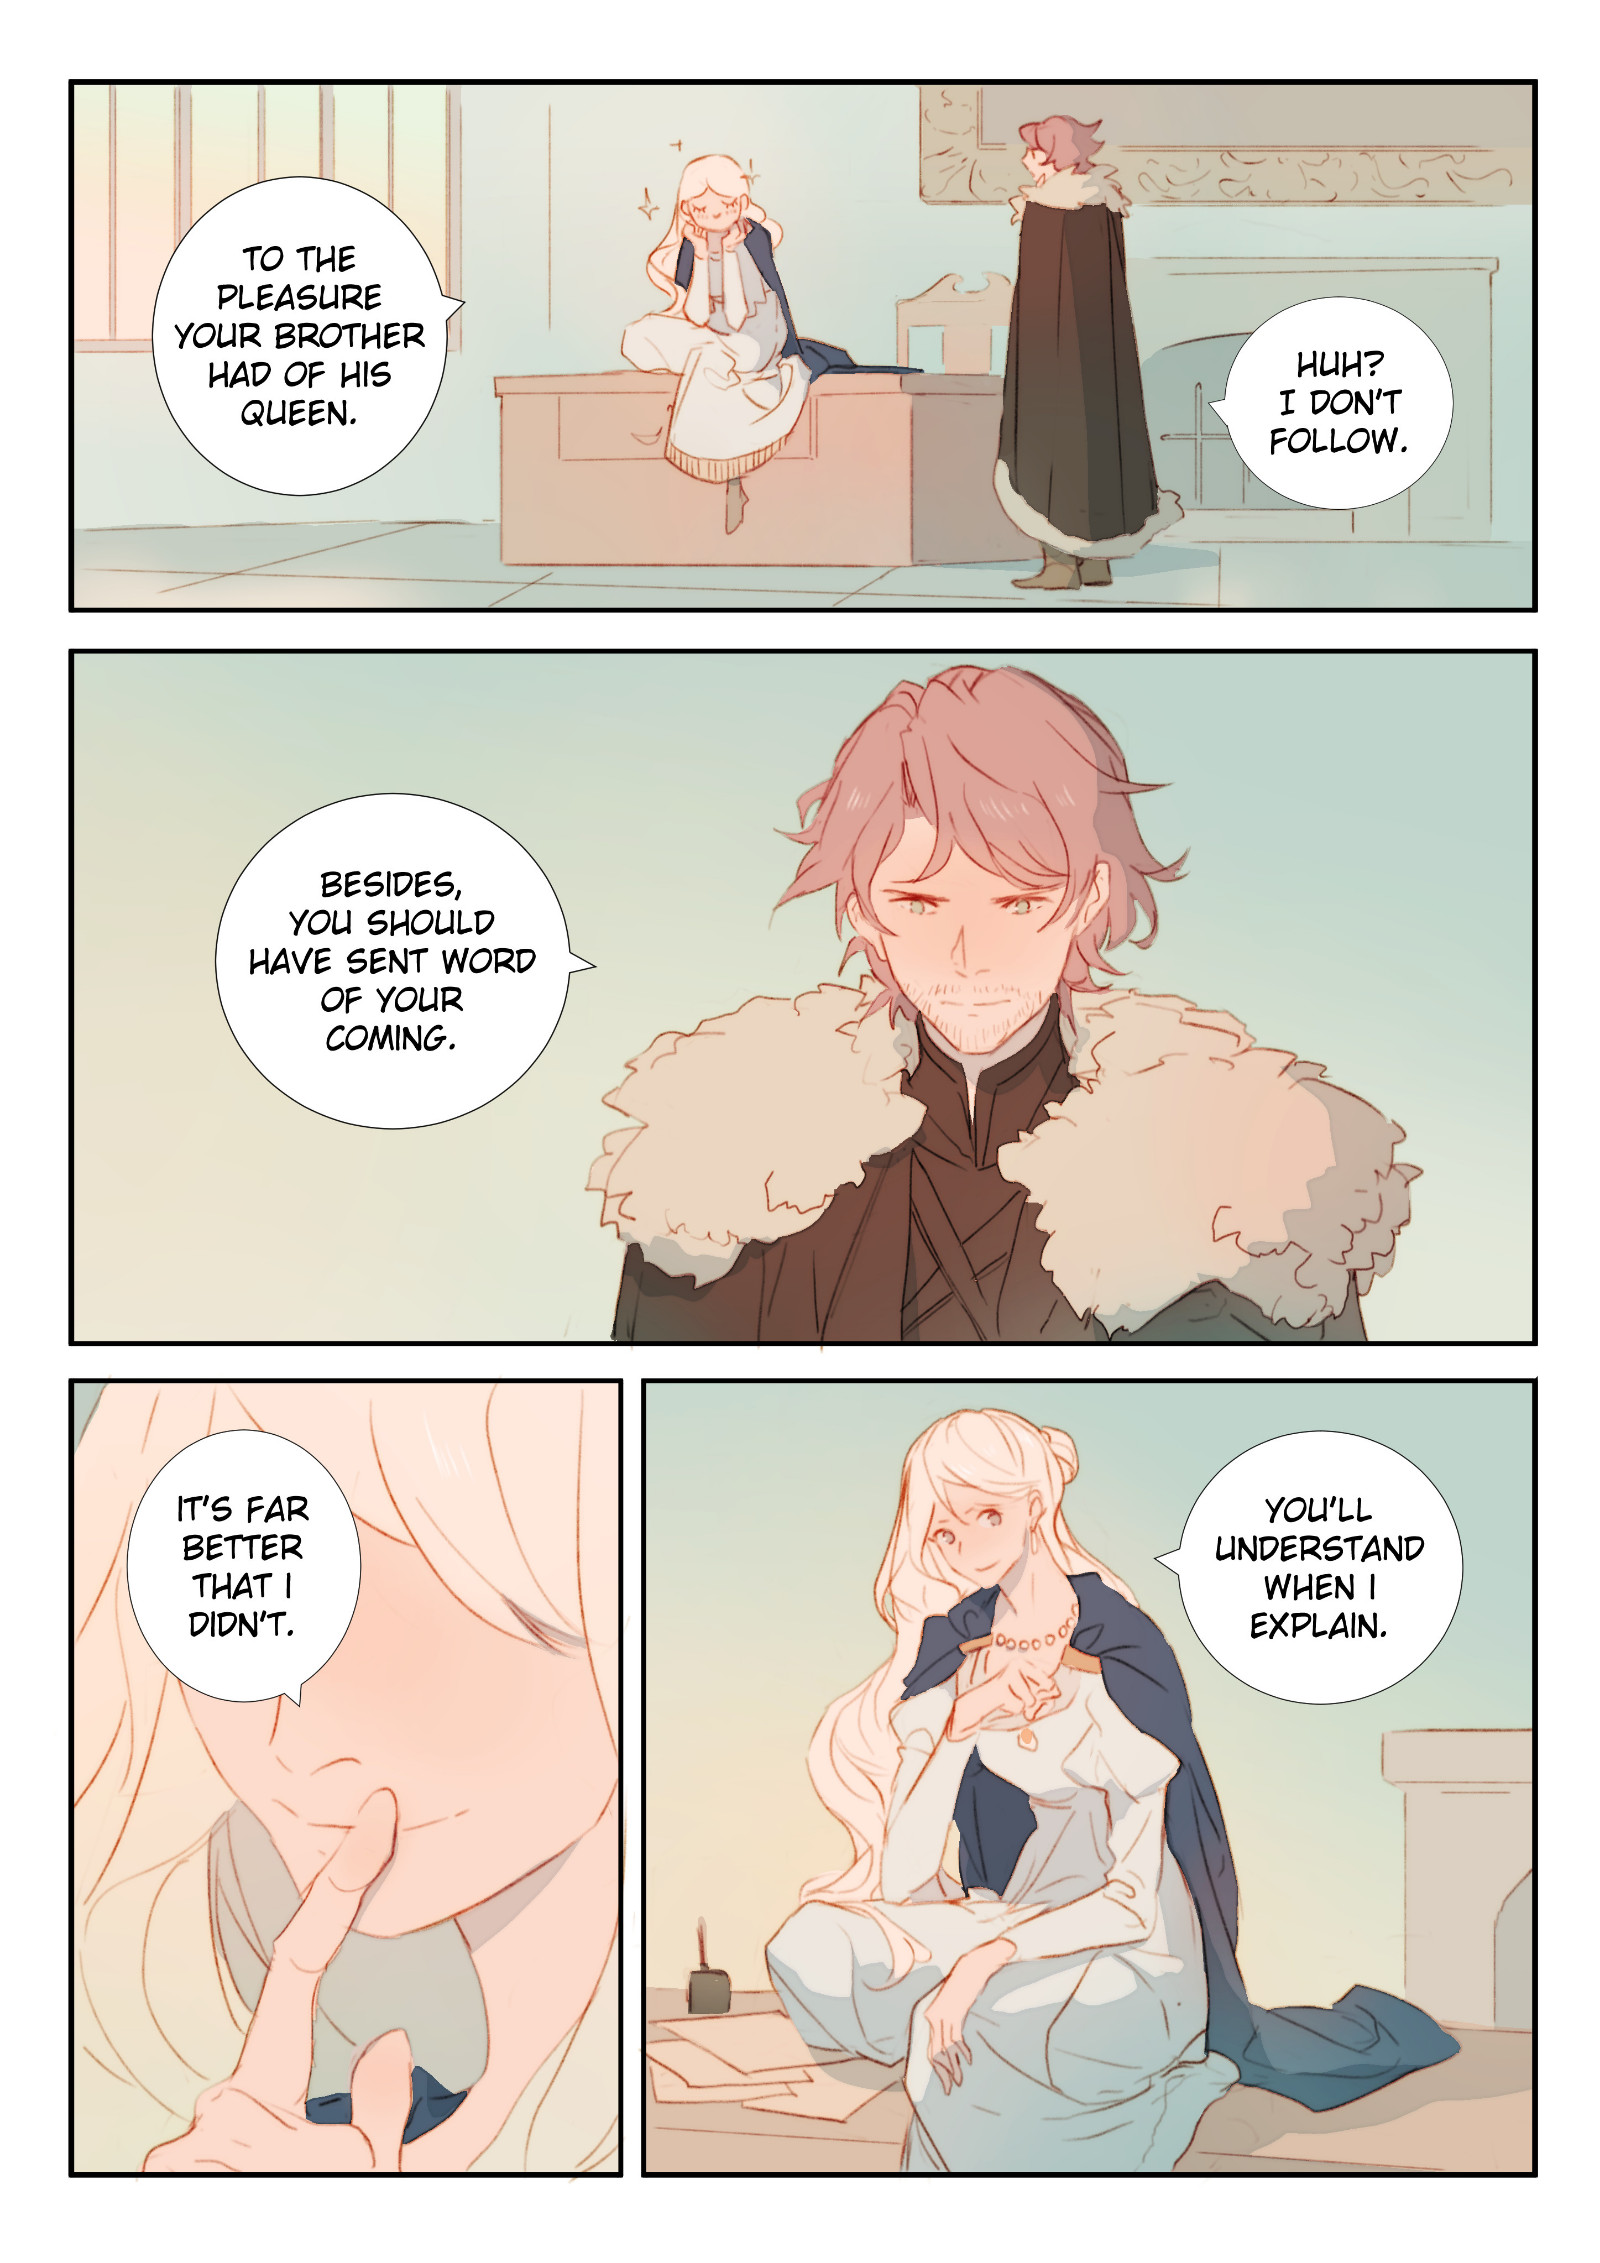 TO THE
PLEASURE
YOUR BROTHER
HAD OF HIS
QUEEN.
HUH?
I DON'T
FOLLOW.
BESIDES,
YOU SHOULD
HAVE SENT WORD
OF YOUR
COMING.
IT'S FAR
BETTER
THAT I
DIDN'T.
YOU'LL
UNDERSTAND
WHEN I
EXPLAIN.